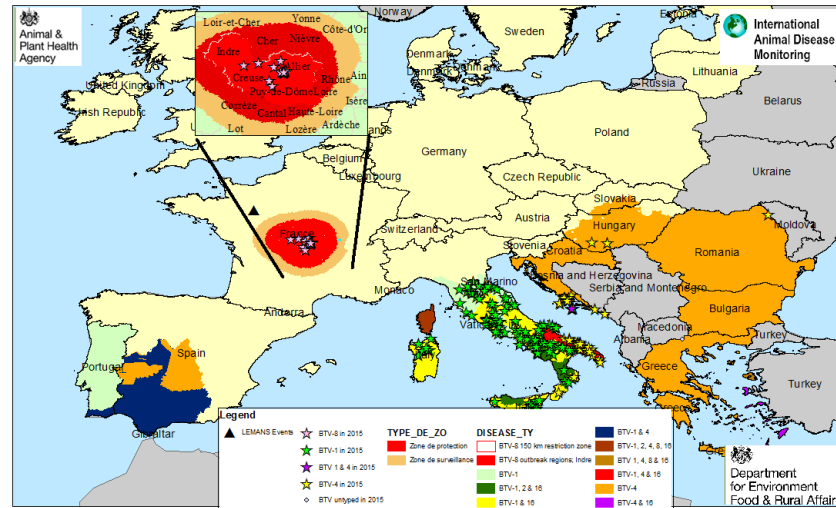 Animal &
Plant Health
Agency
International
Animal Disease
Monitoring
Loir-et-Cher
Yonne
Côte-d'Or
Cher
Nièvre
Indre
Allier
Creuse
Rhône
Ain
Puy-de-Dôme
Loire
Isère
Corrèze
Cantal
Haute-Loire
Ardèche
Lot
Lozère
Norway
Sweden
Estonia
Denmark
Denmark
Lithuania
Russia
Belarus
United Kingdom
Irish Republic
Poland
Germany
Belgium
Luxembourg
Ukraine
Czech Republic
Slovakia
France
Austria
Switzerland
Hungary
Moldova
Slovenia
Croatia
Romania
San Marino
Bosnia and Herzegovina
Serbia and Montenegro
Monaco
Andorra
Bulgaria
Vatican City
Macedonia
Albania
Turkey
Spain
Portugal
Italy
Greece
Turkey
Gibraltar
Legend
LEMANS Events
BTV-8 in 2015
BTV-1 in 2015
BTV 1 & 4 in 2015
BTV-4 in 2015
BTV untyped in 2015
TYPE_DE_ZO
Zone de protection
Zone de surveillance
DISEASE_TY
BTV-8 150 km restriction zone
BTV-8 outbreak regions; Indre
BTV-1
BTV-1, 2 & 16
BTV-1 & 16
BTV-1 & 4
BTV-1, 2, 4, 8, 16
BTV-1, 4, 8 & 16
BTV-1, 4 & 16
BTV-4
BTV-4 & 16
Department
for Environment
Food & Rural Affairs